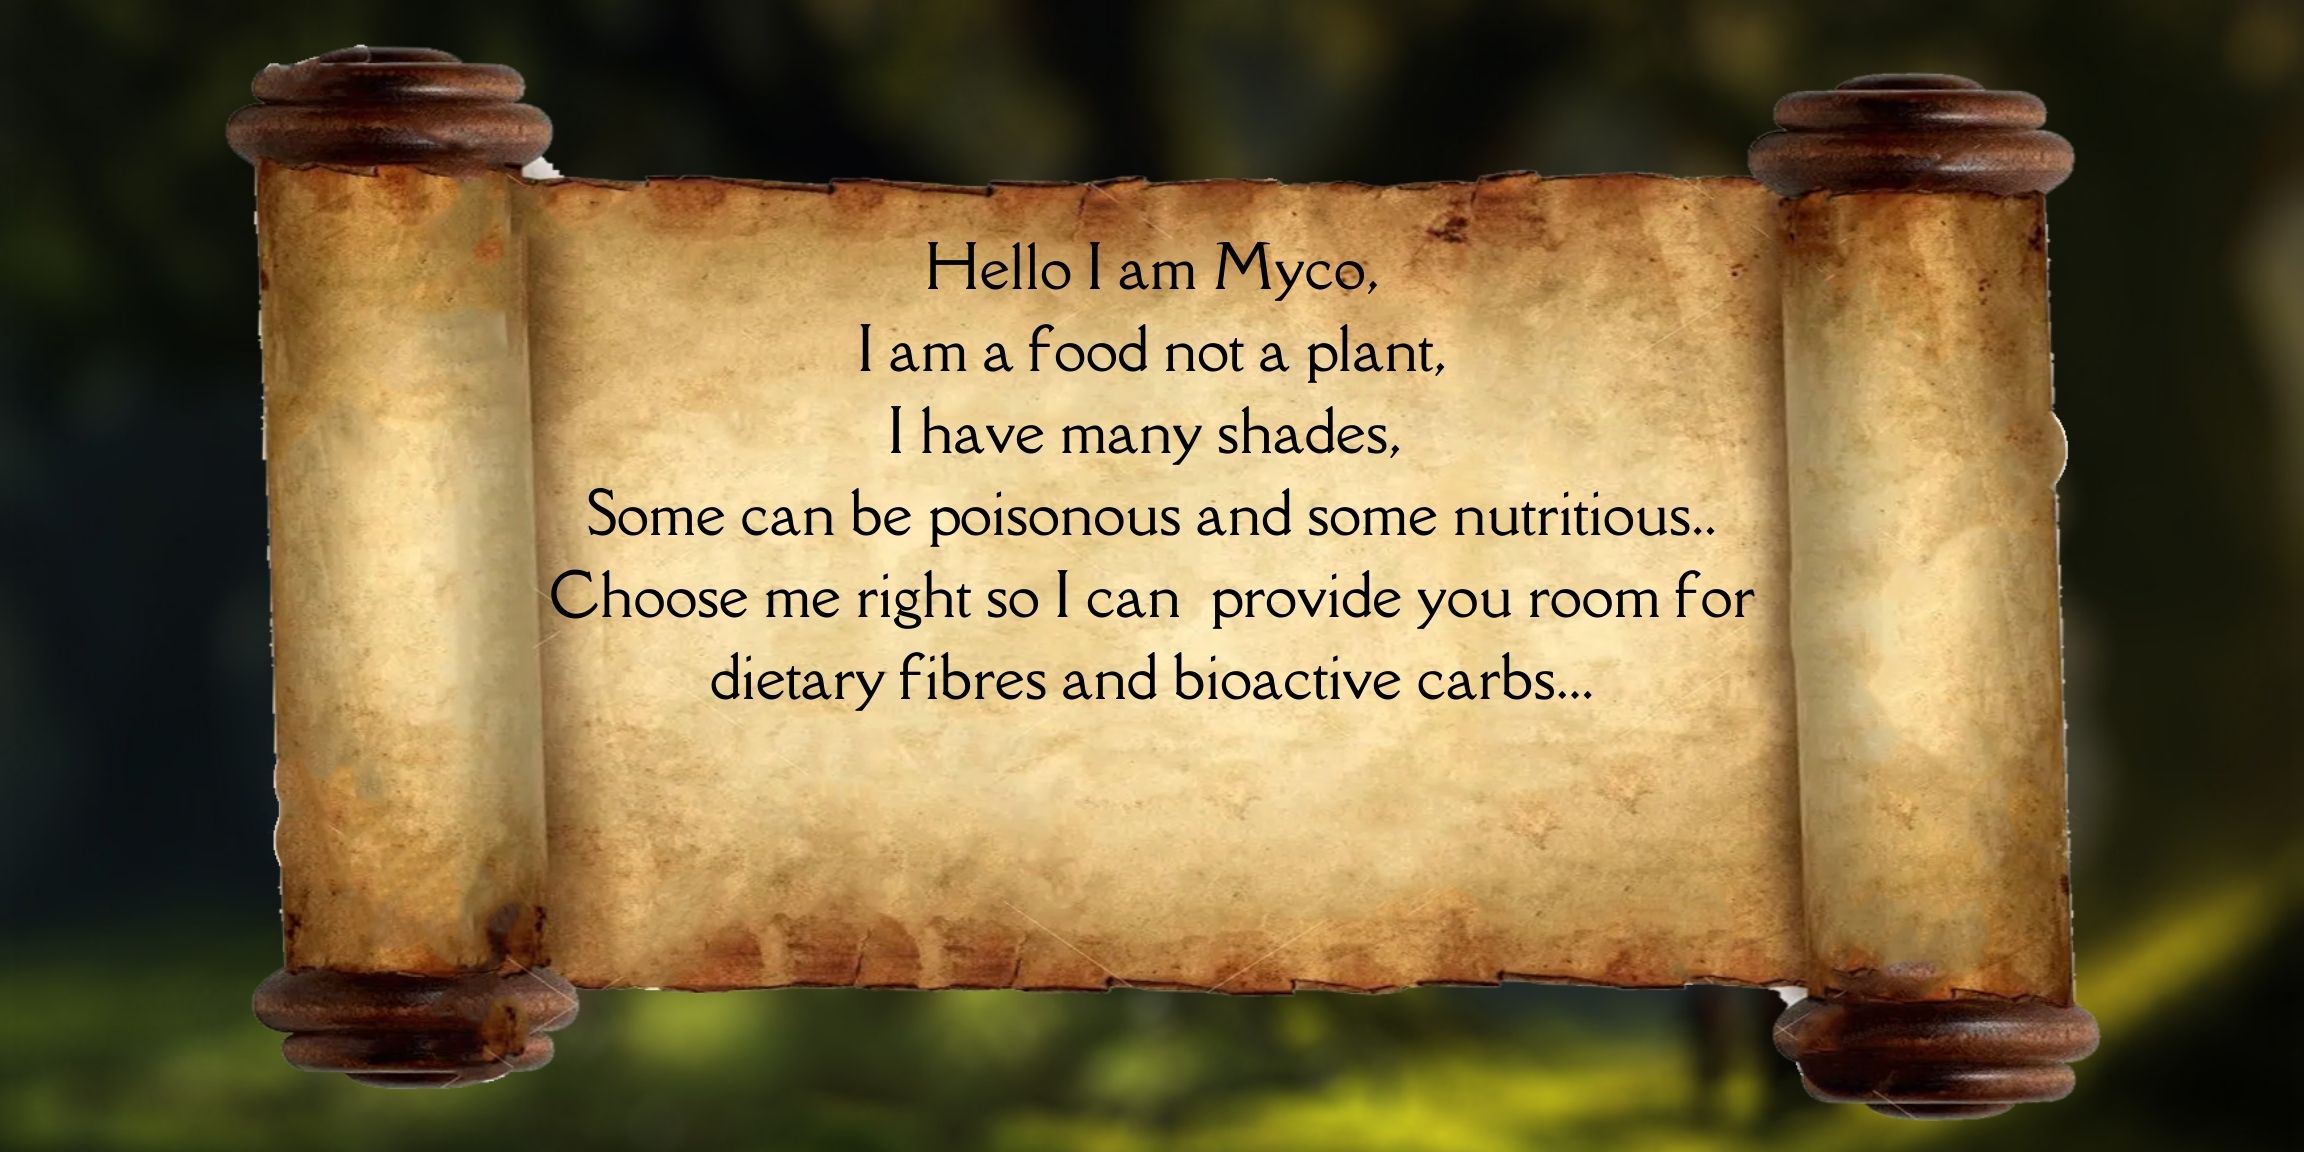 Hello I am Myco,
I am a food not a plant,
I have many shades,
Some can be poisonous and some nutritious..
Choose me right so I can  provide you room for
dietary fibres and bioactive carbs...